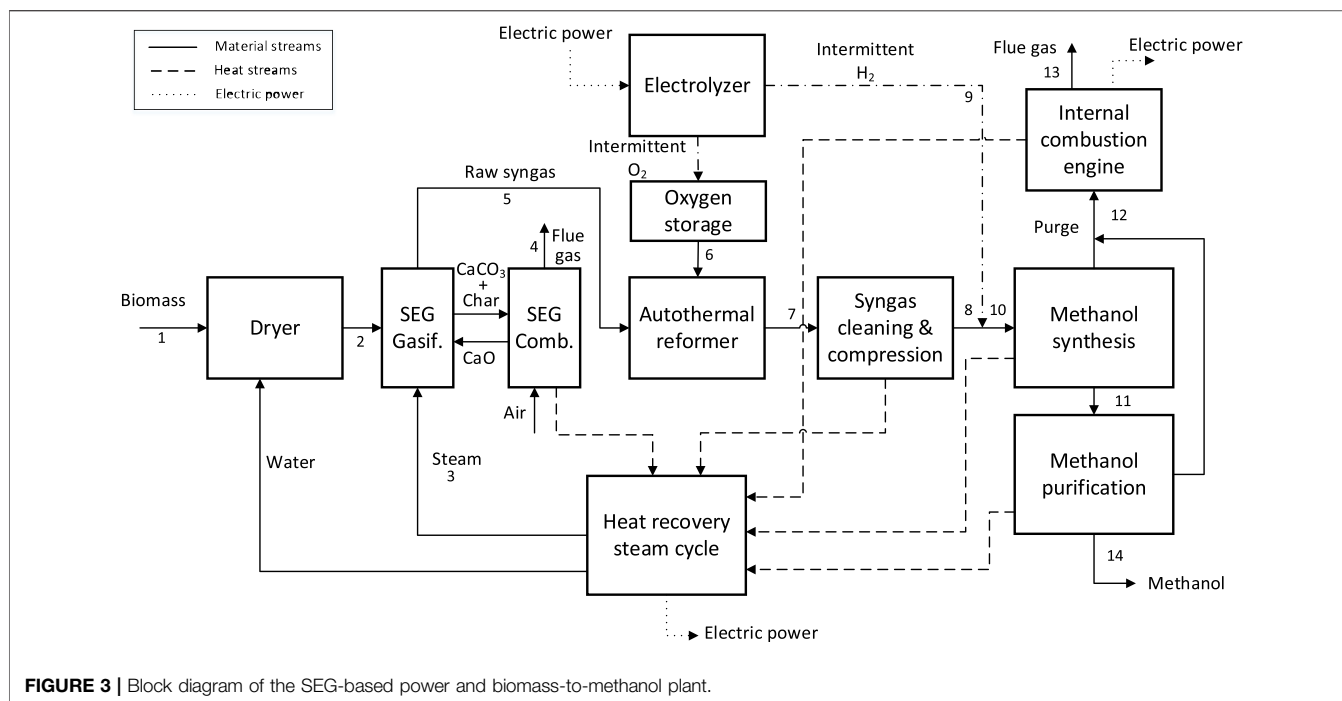 Material streams
Heat streams
Electric power
Electric power
Electrolyzer
Intermittent
H2
9
Flue gas
13
Electric power
Internal
combustion
engine
Intermittent
O2
Oxygen
storage
Raw syngas
5
6
12
Purge
4
Flue
gas
CaCO3
+
Char
CaO
Biomass
1
Dryer
2
SEG
Gasif.
SEG
Comb.
Autothermal
reformer
7
Syngas
cleaning &
compression
8
10
Methanol
synthesis
11
Air
Water
Steam
3
Heat recovery
steam cycle
Methanol
purification
14
Methanol
Electric power
FIGURE 3 | Block diagram of the SEG-based power and biomass-to-methanol plant.